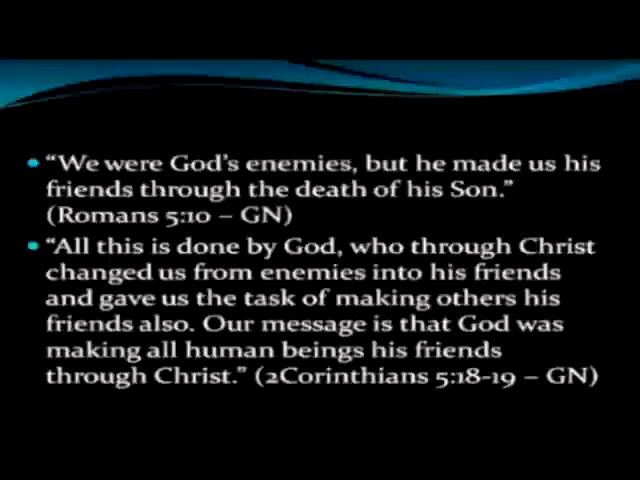 • “We were God’s enemies, but he made us his
friends through the death of his Son.”
(Romans 5:10 – GN)
• “All this is done by God, who through Christ
changed us from enemies into his friends
and gave us the task of making others his
friends also. Our message is that God was
making all human beings his friends
through Christ.” (2Corinthians 5:18-19 – GN)